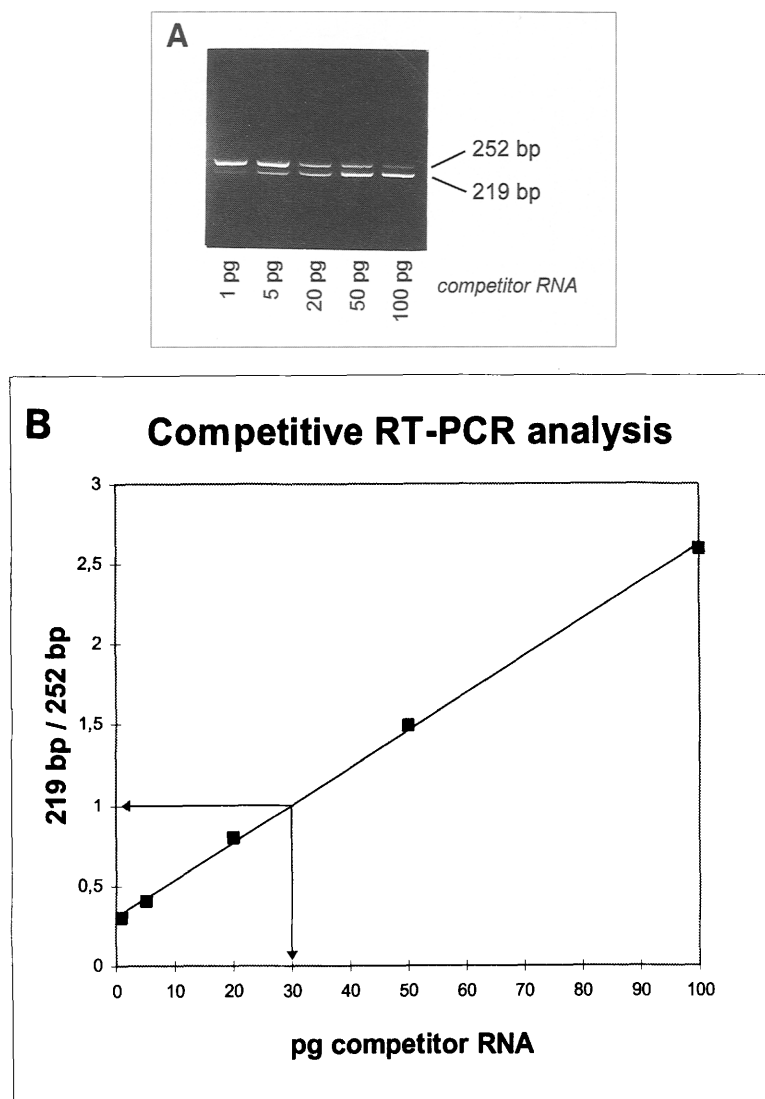 A
252 bp
219 bp
1 pg
5 pg
20 pg
50 pg
100 pg
competitor RNA
B
Competitive RT-PCR analysis
219 bp / 252 bp
3
2,5
2
1,5
1
0,5
0
0 10 20 30 40 50 60 70 80 90 100
pg competitor RNA